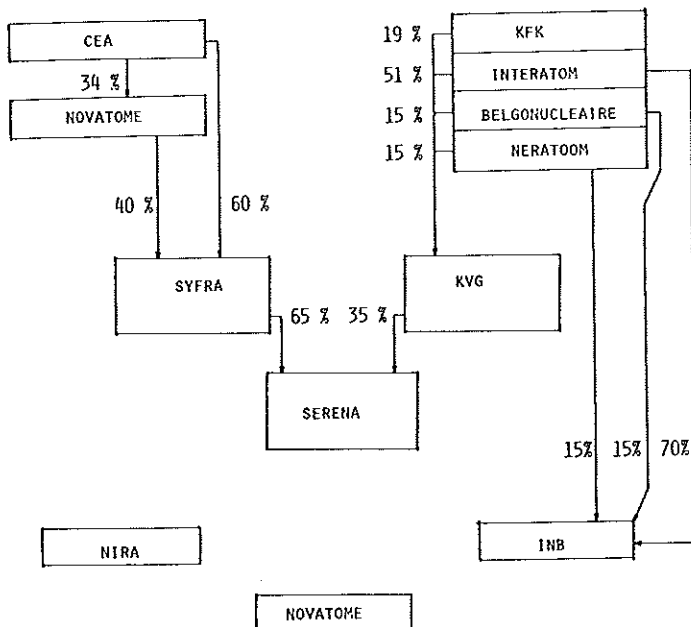 CEA
34 %
NOVATOME
40 %
60 %
19 %
KFK
51 %
INTERATOM
15 %
BELGONUCLEAIRE
15 %
NERATOOM
SYFRA
KVG
65 %
35 %
SERENA
15%
15%
70%
NIRA
INB
NOVATOME